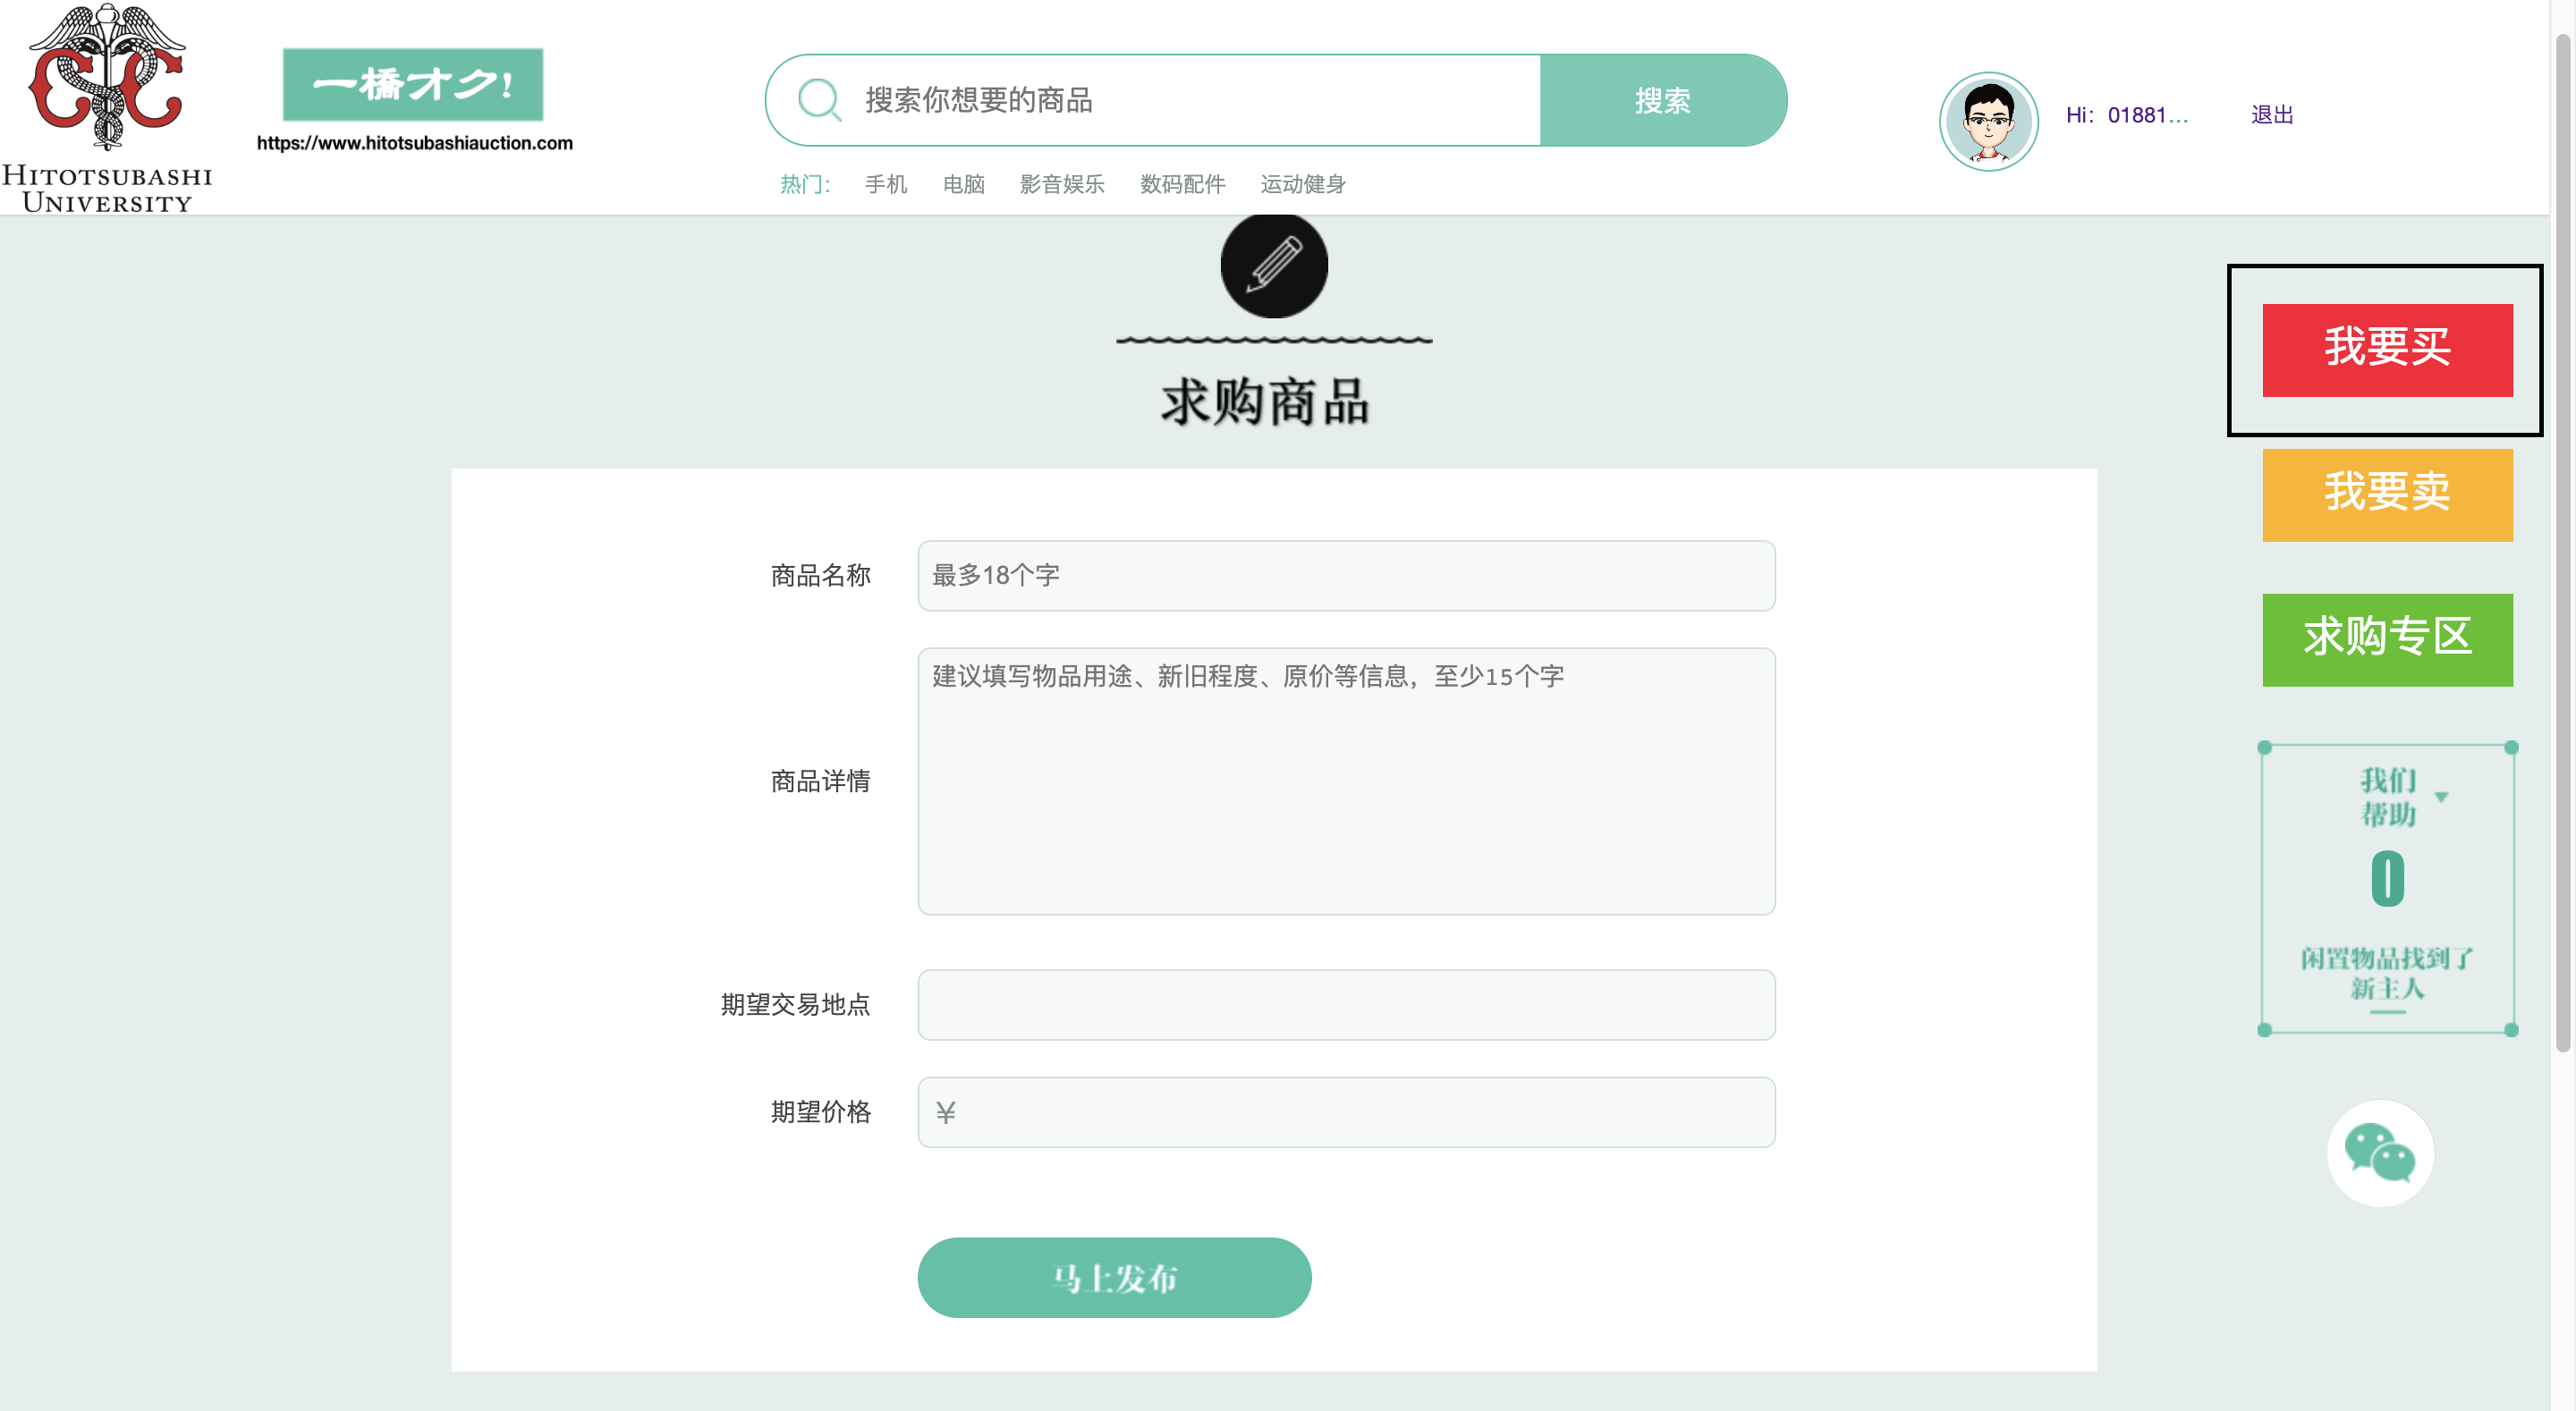 HITOTSUBASHI
UNIVERSITY
一橋オク!
https://www.hitotsubashiauction.com
搜索你想要的商品
搜索
热门：
手机
电脑
影音娱乐
数码配件
运动健身
Hi：01881...
退出
求购商品
商品名称
最多18个字
商品详情
建议填写物品用途、新旧程度、原价等信息，至少15个字
期望交易地点
期望价格
¥
马上发布
我要买
我要卖
求购专区
我们
帮助
0
闲置物品找到了
新主人